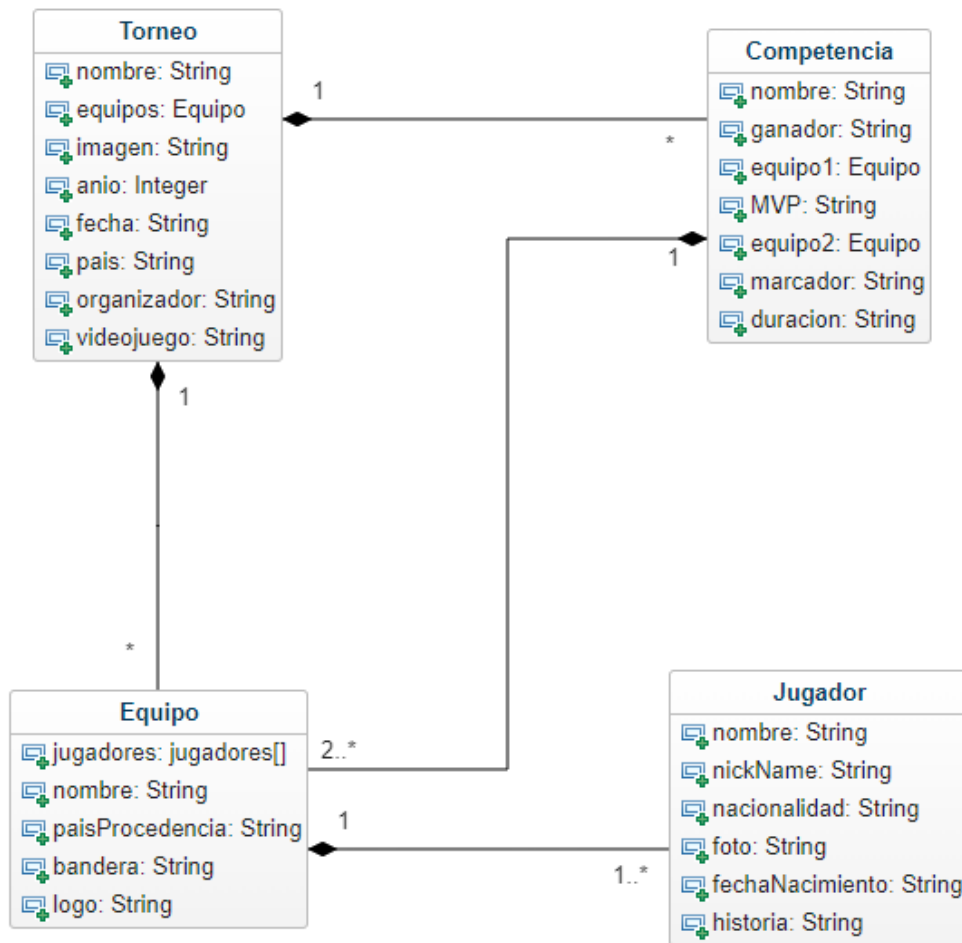 Torneo
nombre: String
equipos: Equipo
imagen: String
anio: Integer
fecha: String
pais: String
organizador: String
videojuego: String
1
*
Competencia
nombre: String
ganador: String
equipo1: Equipo
MVP: String
equipo2: Equipo
marcador: String
duracion: String
1
1
*
Equipo
jugadores: jugadores[]
nombre: String
paisProcedencia: String
bandera: String
logo: String
2..*
1
1..*
Jugador
nombre: String
nickName: String
nacionalidad: String
foto: String
fechaNacimiento: String
historia: String